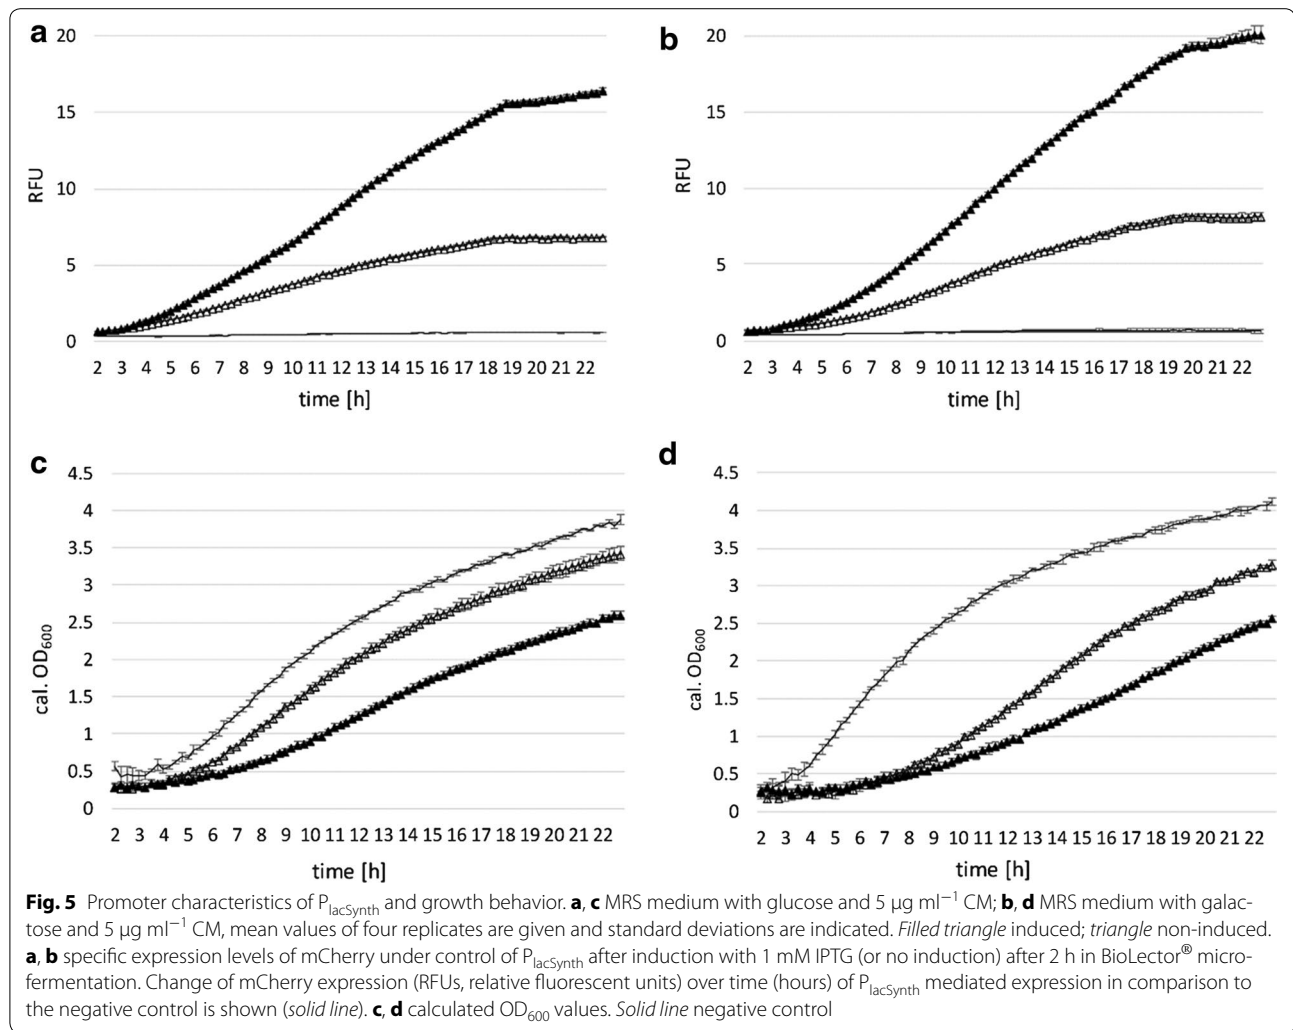 a
20
15
10
5
0
RFU
2 3 4 5 6 7 8 9 10 11 12 13 14 15 16 17 18 19 20 21 22
time [h]
b
20
15
10
5
0
RFU
2 3 4 5 6 7 8 9 10 11 12 13 14 15 16 17 18 19 20 21 22
time [h]
c
4.5
4
3.5
3
2.5
2
1.5
1
0.5
0
cal. OD600
2 3 4 5 6 7 8 9 10 11 12 13 14 15 16 17 18 19 20 21 22
time [h]
d
4.5
4
3.5
3
2.5
2
1.5
1
0.5
0
cal. OD600
2 3 4 5 6 7 8 9 10 11 12 13 14 15 16 17 18 19 20 21 22
time [h]
Fig. 5 Promoter characteristics of PlacSynth and growth behavior. a, c MRS medium with glucose and 5 µg ml−1 CM; b, d MRS medium with galac-
tose and 5 µg ml−1 CM, mean values of four replicates are given and standard deviations are indicated. Filled triangle induced; triangle non-induced.
a, b specific expression levels of mCherry under control of PlacSynth after induction with 1 mM IPTG (or no induction) after 2 h in BioLector® micro-
fermentation. Change of mCherry expression (RFUs, relative fluorescent units) over time (hours) of PlacSynth mediated expression in comparison to
the negative control is shown (solid line). c, d calculated OD600 values. Solid line negative control